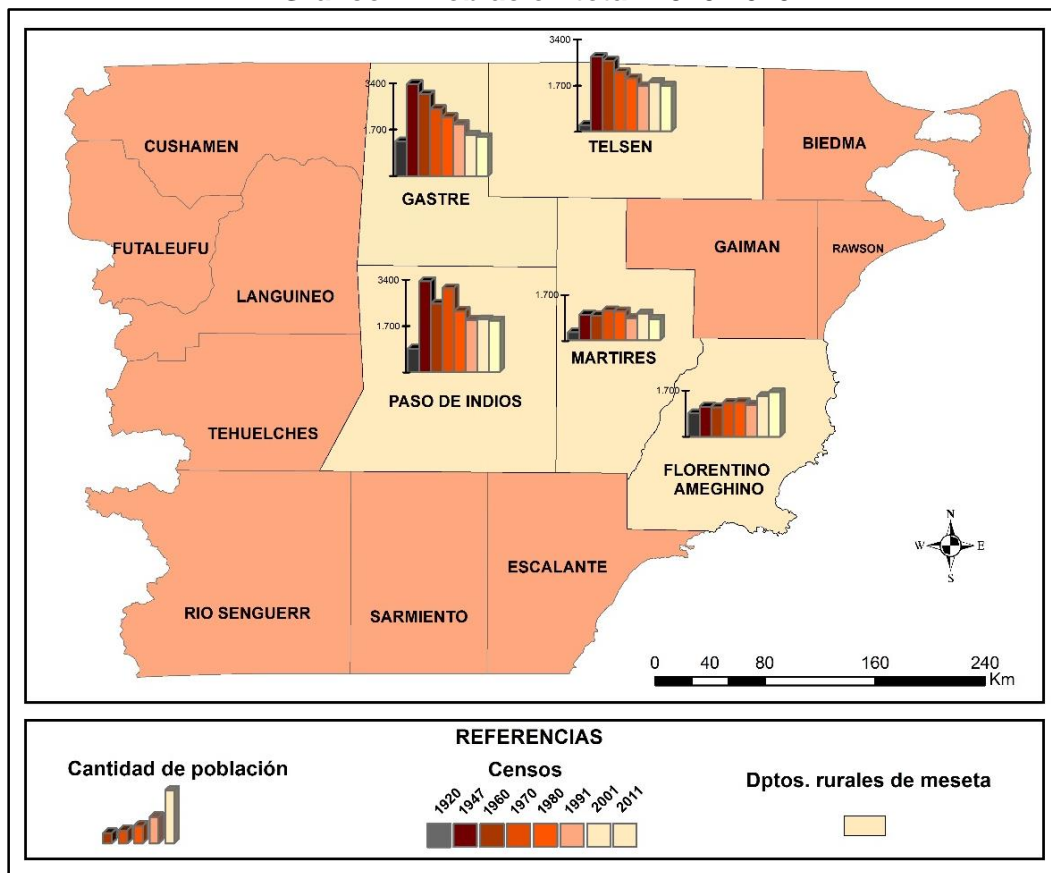 3400
1.700
TELSEN
3400
1.700
GASTRE
CUSHAMEN
BIEDMA
FUTALEUFU
LANGUINEO
GAIMAN
RAWSON
3400
1.700
PASO DE INDIOS
1.700
MARTIRES
TEHUELCHES
1.700
FLORENTINO
AMEGHINO
N
W
E
S
ESCALANTE
RIO SENGUERR
SARMIENTO
0 40 80 160 240
Km
REFERENCIAS
Cantidad de población
Censos
1920 1947 1960 1970 1980 1991 2001 2011
Dptos. rurales de meseta